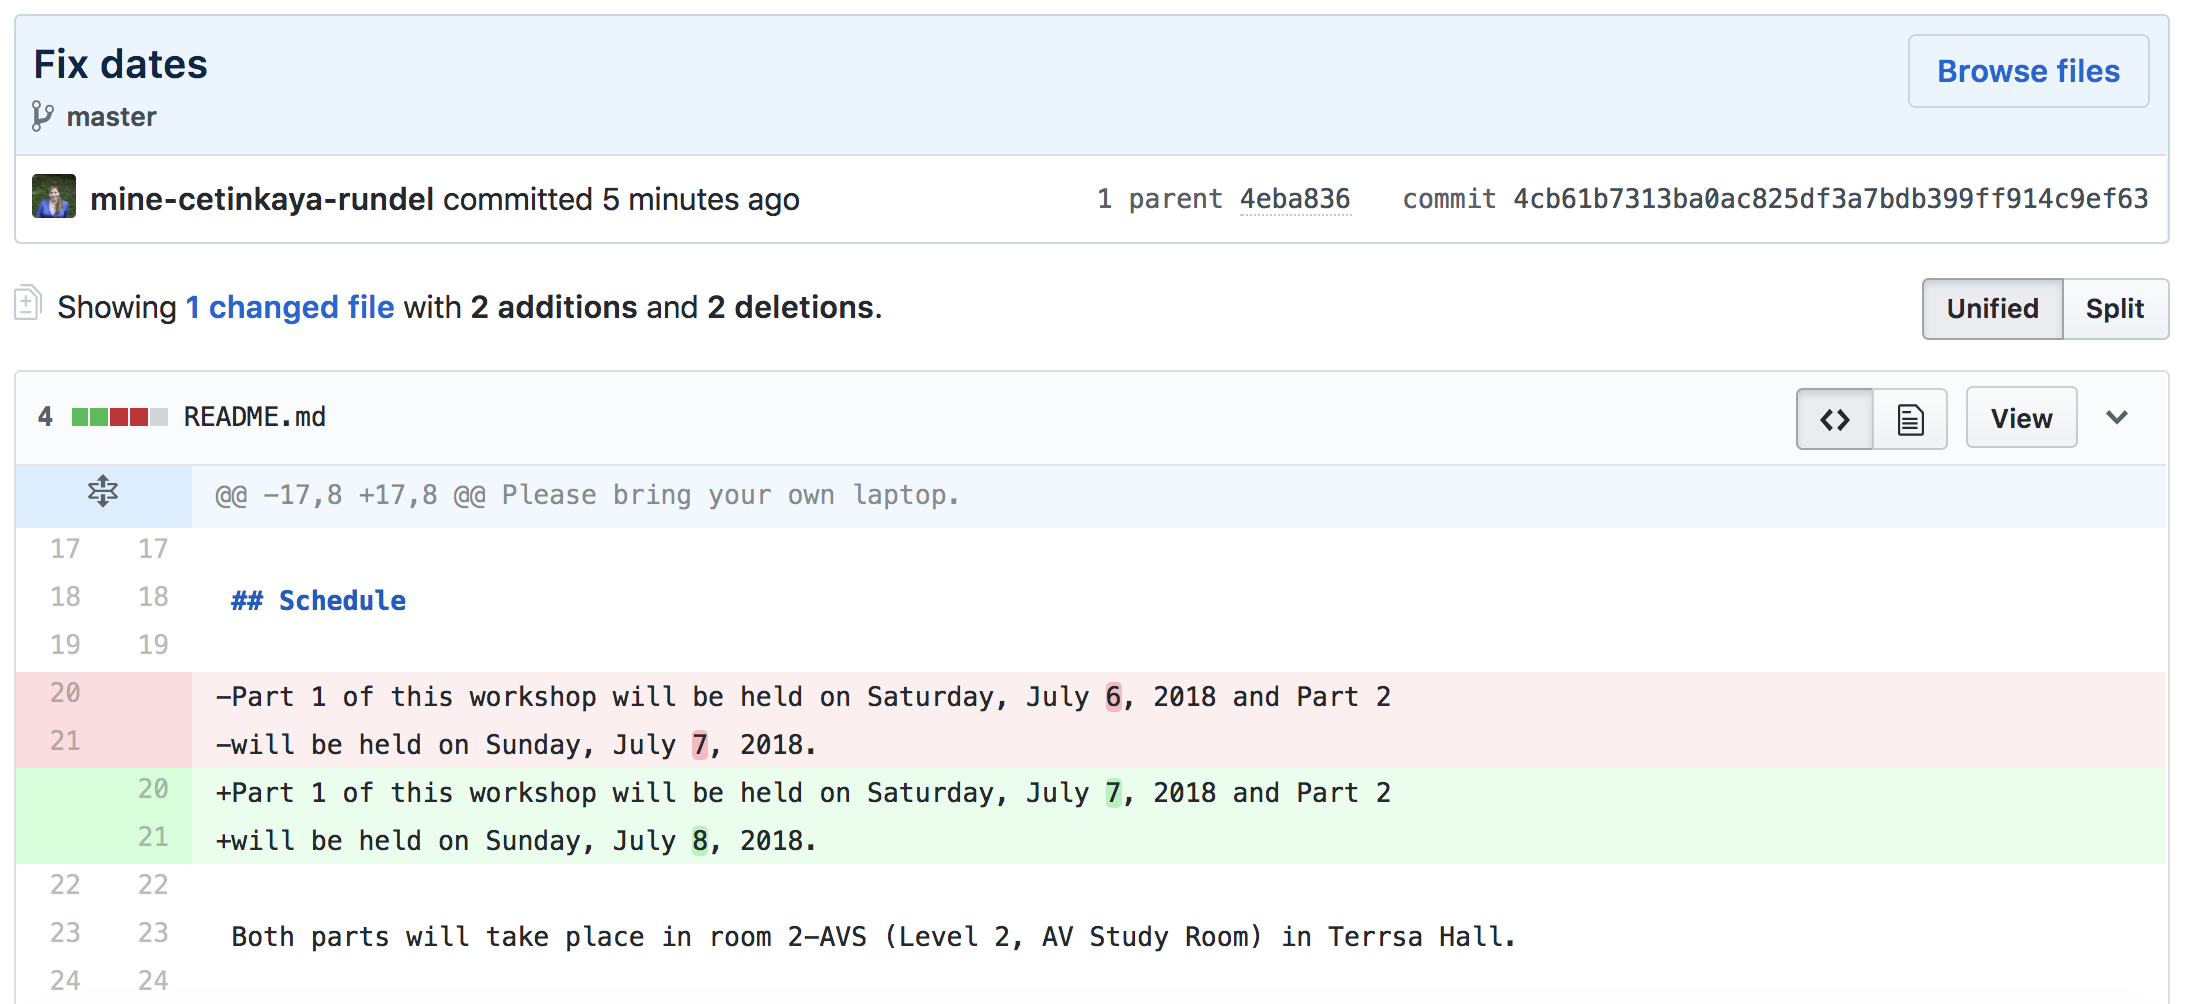 Fix dates
Browse files
master
mine-cetinkaya-rundel committed 5 minutes ago
1 parent 4eba836 commit 4cb61b7313ba0ac825df3a7bdb399ff914c9ef63
Showing 1 changed file with 2 additions and 2 deletions.
Unified Split
4 README.md
View
@@ -17,8 +17,8 @@ Please bring your own laptop.
17 17
18 18 ## Schedule
19 19
20 -Part 1 of this workshop will be held on Saturday, July 6, 2018 and Part 2
21 -will be held on Sunday, July 7, 2018.
20 +Part 1 of this workshop will be held on Saturday, July 7, 2018 and Part 2
21 +will be held on Sunday, July 8, 2018.
22 22
23 23 Both parts will take place in room 2-AVS (Level 2, AV Study Room) in Terrsa Hall.
24 24